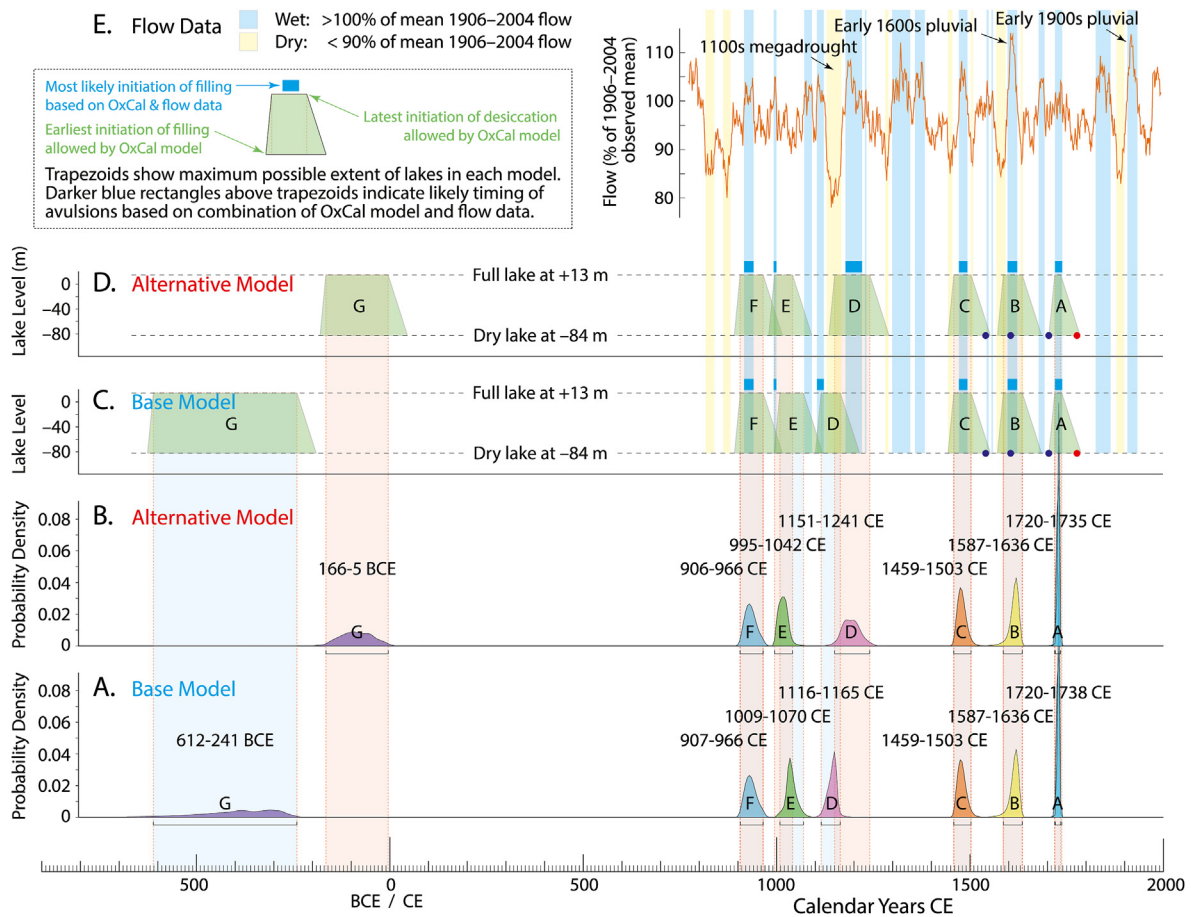 E. Flow Data
Wet: >100% of mean 1906–2004 flow
Dry: < 90% of mean 1906–2004 flow
Most likely initiation of filling
based on OxCal & flow data
Earliest initiation of filling
allowed by OxCal model
Latest initiation of desiccation
allowed by OxCal model
Trapezoids show maximum possible extent of lakes in each model.
Darker blue rectangles above trapezoids indicate likely timing of
avulsions based on combination of OxCal model and flow data.
Flow (% of 1906–2004
observed mean)
110
100
90
80
1100s megadrought
Early 1600s pluvial
Early 1900s pluvial
Lake Level (m)
0
−40
−80
D. Alternative Model
Full lake at +13 m
Dry lake at −84 m
G
F
E
D
C
B
A
Lake Level
0
−40
−80
C. Base Model
Full lake at +13 m
Dry lake at −84 m
G
F
E
D
C
B
A
Probability Density
0.08
0.06
0.04
0.02
0
B. Alternative Model
166-5 BCE
906-966 CE
995-1042 CE
1151-1241 CE
1459-1503 CE
1587-1636 CE
1720-1735 CE
G
F
E
D
C
B
A
Probability Density
0.08
0.06
0.04
0.02
0
A. Base Model
612-241 BCE
907-966 CE
1009-1070 CE
1116-1165 CE
1459-1503 CE
1587-1636 CE
1720-1738 CE
G
F
E
D
C
B
A
500
0
500
1000
1500
2000
BCE / CE
Calendar Years CE